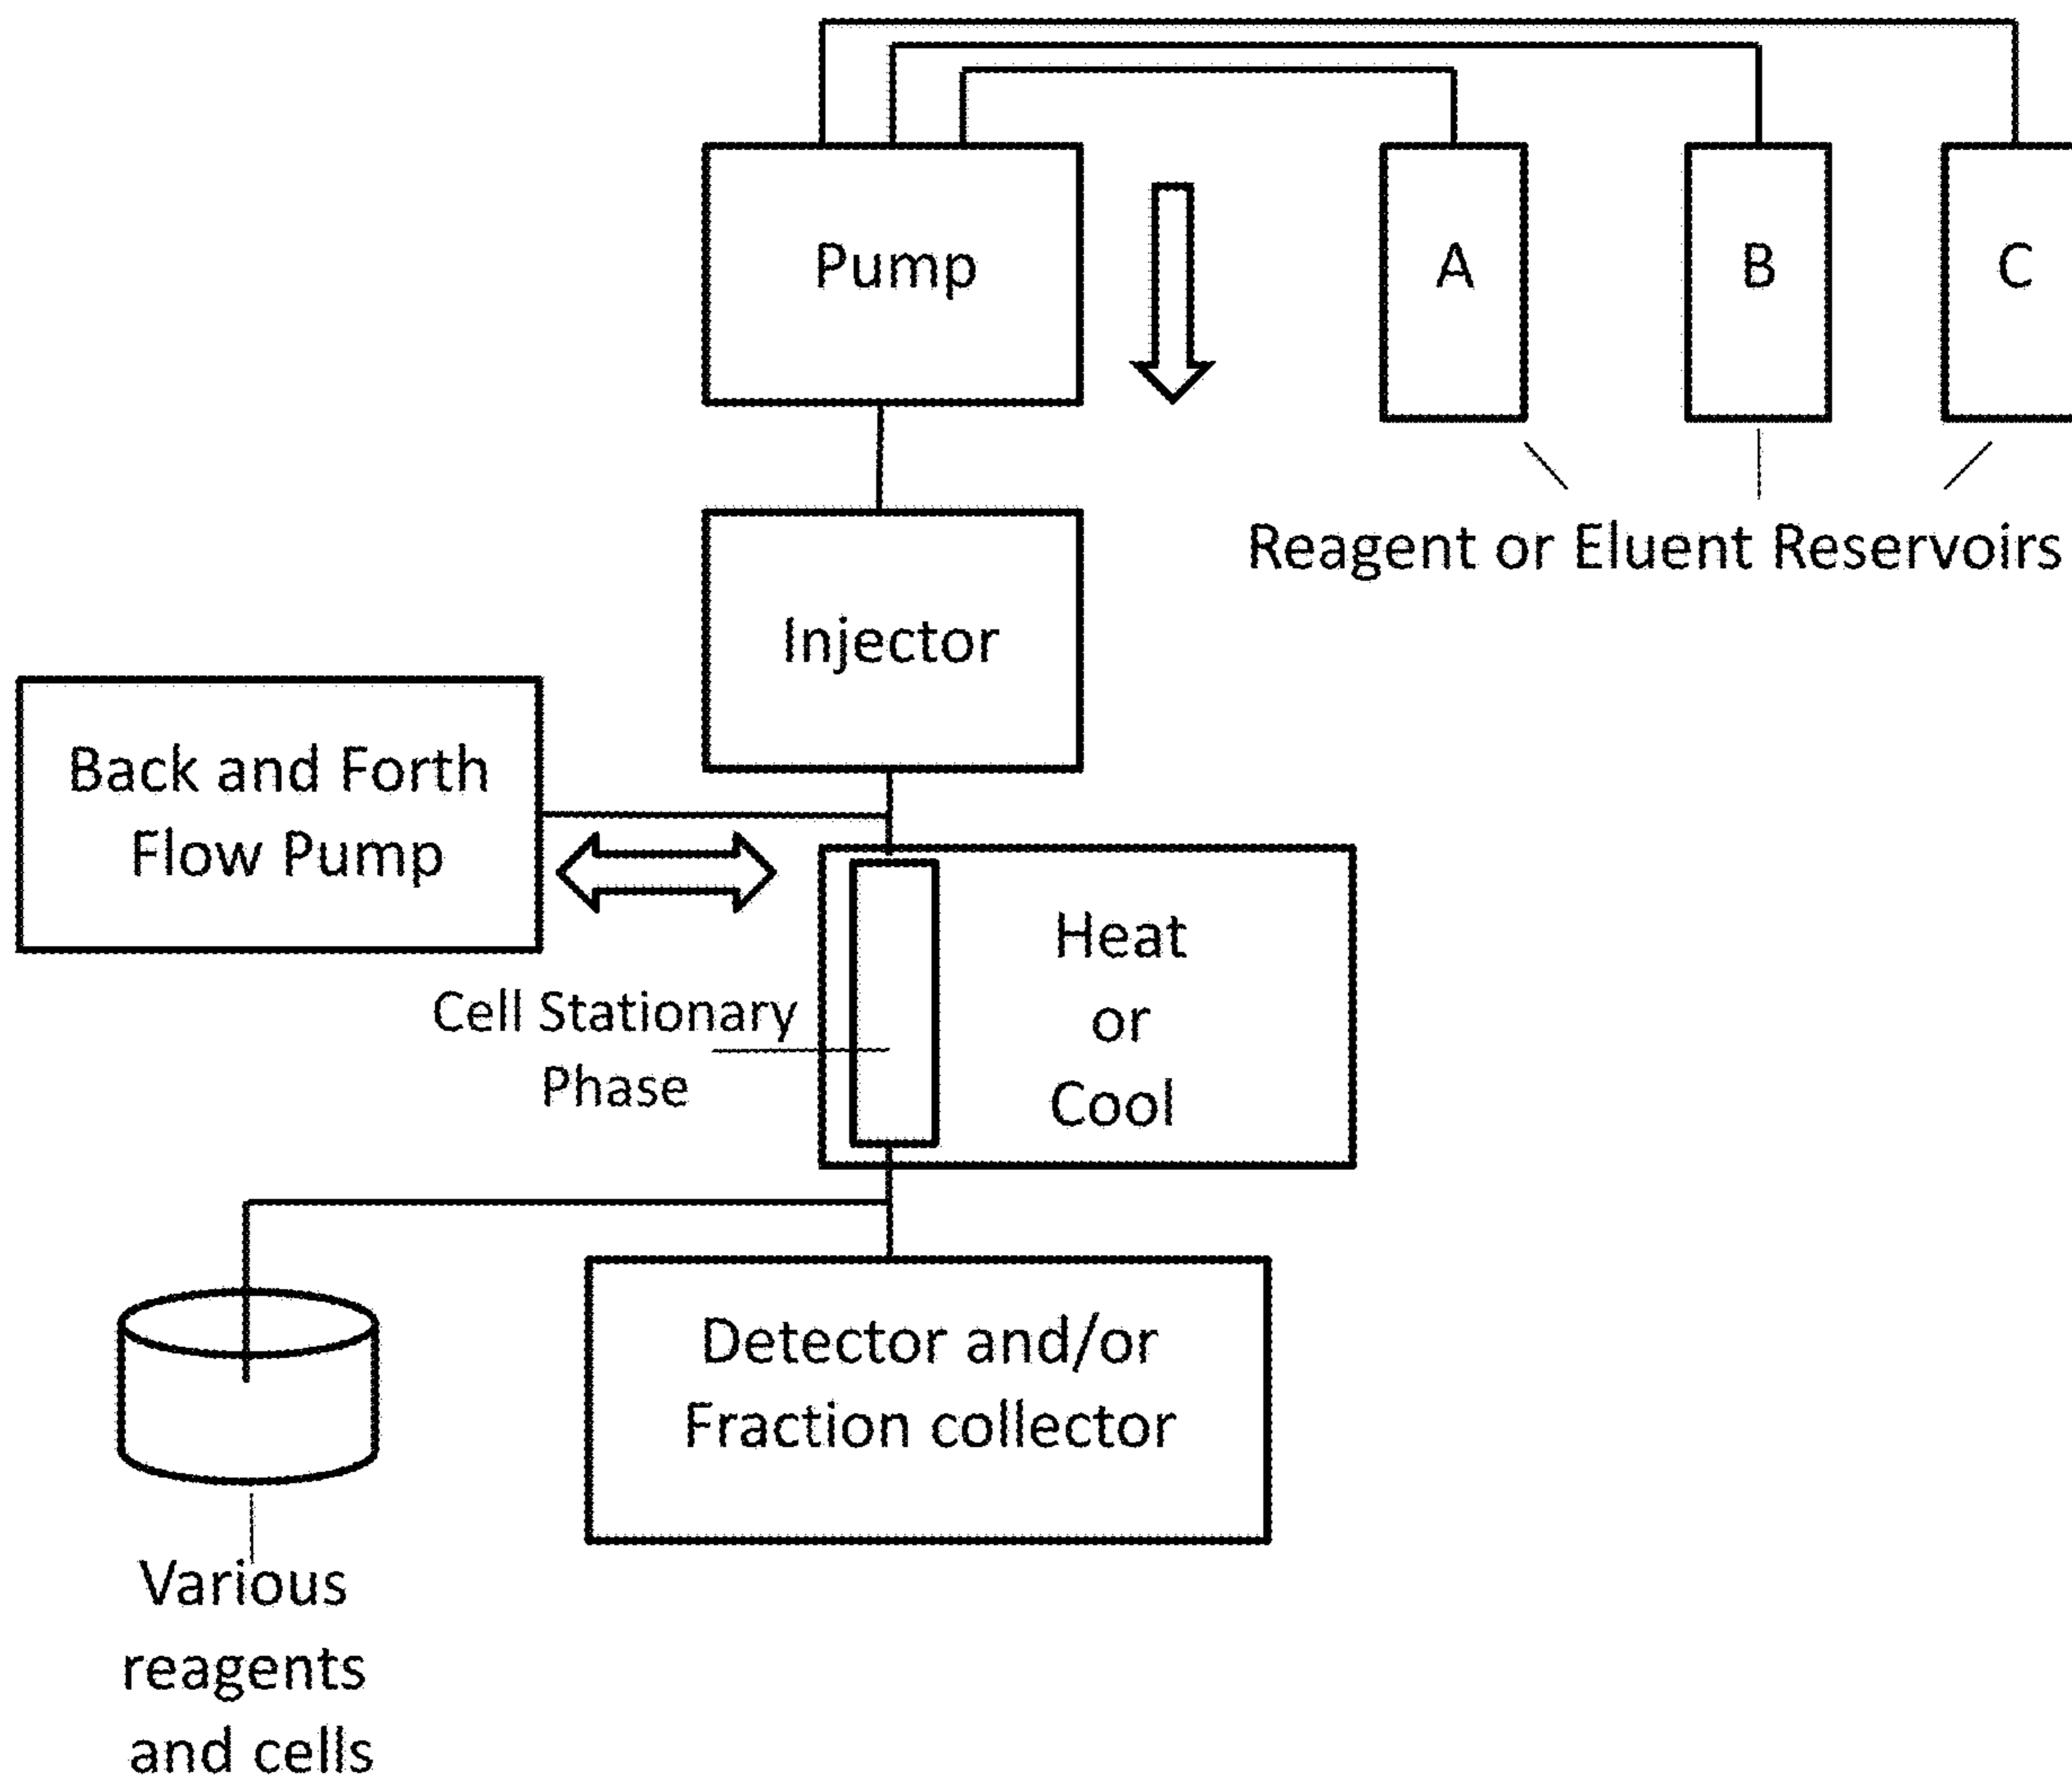 Pump
A
B
C
Reagent or Eluent Reservoirs
Injector
Back and Forth
Flow Pump
Heat
or
Cool
Cell Stationary
Phase
Detector and/or
Fraction collector
Various
reagents
and cells